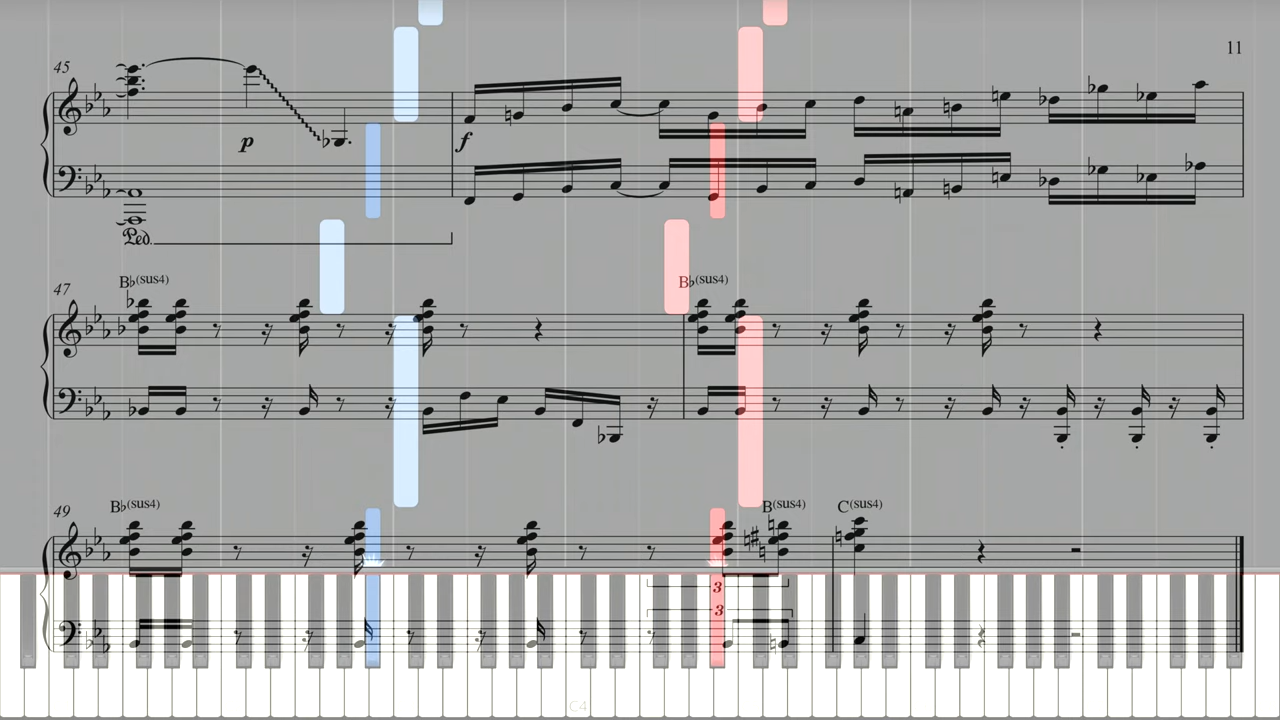 11
45
p
f
Ped.
B♭(sus4)
B♭(sus4)
47
B♭(sus4)
B(sus4)
C(sus4)
49
3
3
C4